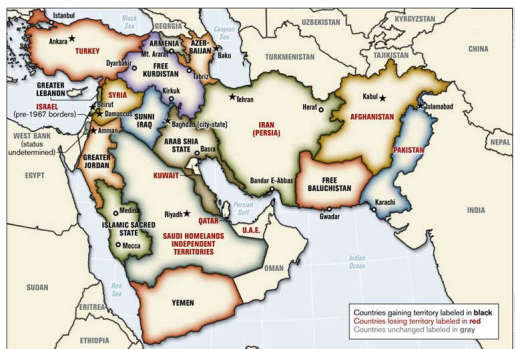 Istanbul
Black
Sea
GEORGIA
Caspian
Sea
UZBEKISTAN
KYRGYZSTAN
Ankara
TURKEY
ARMENIA
Mt. Ararat
AZER-
BAIJAN
Baku
TURKMENISTAN
TAJIKISTAN
CHINA
Dyarbakir
FREE
KURDISTAN
Tabriz
GREATER
LEBANON
SYRIA
Kirkuk
Tehran
Herat
Kabul
Islamabad
ISRAEL
(pre-1967 borders)
Beirut
Damascus
SUNNI
IRAQ
Baghdad (city-state)
IRAN
(PERSIA)
AFGHANISTAN
WEST BANK
(status
undetermined)
Amman
ARAB SHIA
STATE
Basra
PAKISTAN
NEPAL
GREATER
JORDAN
EGYPT
KUWAIT
Bandar E-Abbas
FREE
BALUCHISTAN
Medina
Riyadh
Persian
Gulf
QATAR
Gwadar
Karachi
INDIA
ISLAMIC SACRED
STATE
Mecca
U.A.E.
SAUDI HOMELANDS
INDEPENDENT
TERRITORIES
OMAN
Indian
Ocean
SUDAN
Red
Sea
ERITREA
YEMEN
ETHIOPIA
Countries gaining territory labeled in black
Countries losing territory labeled in red
Countries unchanged labeled in gray